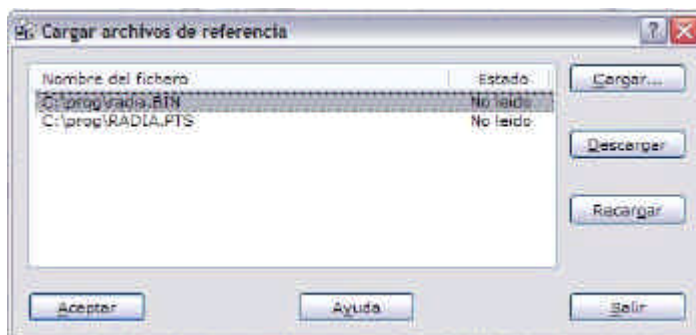 Cargar archivos de referencia
Nombre del fichero Estado
C:\prog\radia.BIN No leído
C:\prog\RADIA.PTS No leído
Cargar...
Descargar
Recargar
Aceptar Ayuda Salir